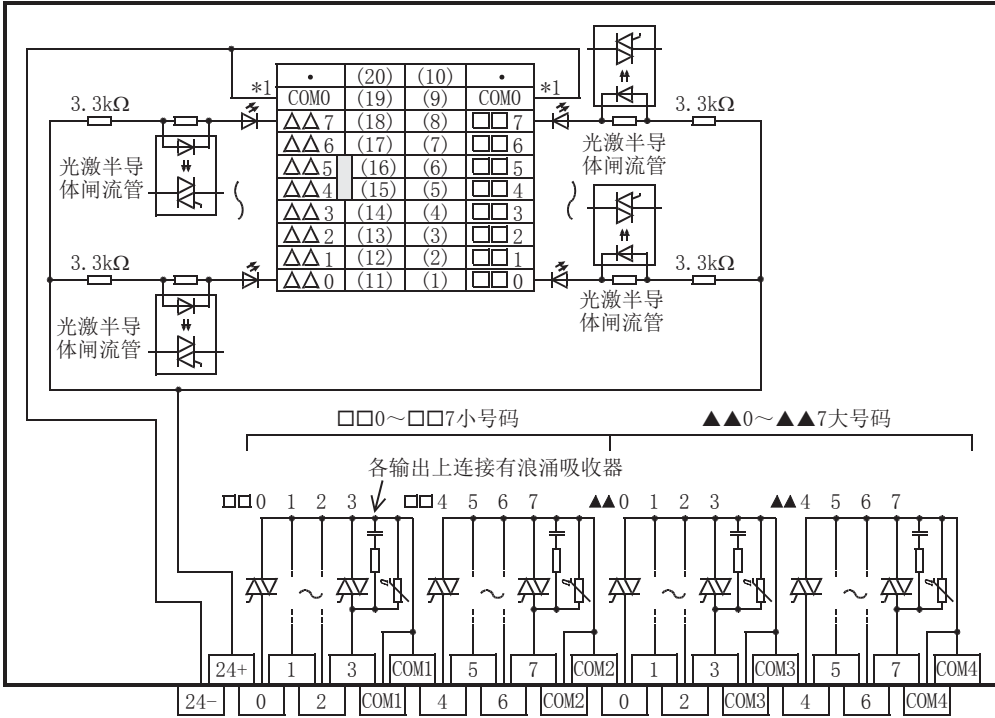 • (20) (10) •
*1 COM0 (19) (9) COM0 *1
3.3kΩ △△7 (18) (8) □□7 3.3kΩ
△△6 (17) (7) □□6
△△5 (16) (6) □□5
△△4 (15) (5) □□4
△△3 (14) (4) □□3
△△2 (13) (3) □□2
3.3kΩ △△1 (12) (2) □□1 3.3kΩ
△△0 (11) (1) □□0
光激半导
体闸流管
光激半导
体闸流管
光激半导
体闸流管
光激半导
体闸流管
□□0～□□7小号码 ▲▲0～▲▲7大号码
各输出上连接有浪涌吸收器
□□0 1 2 3 □□4 5 6 7 ▲▲0 1 2 3 ▲▲4 5 6 7
24+ 1 3 COM1 5 7 COM2 1 3 COM3 5 7 COM4
24- 0 2 COM1 4 6 COM2 0 2 COM3 4 6 COM4